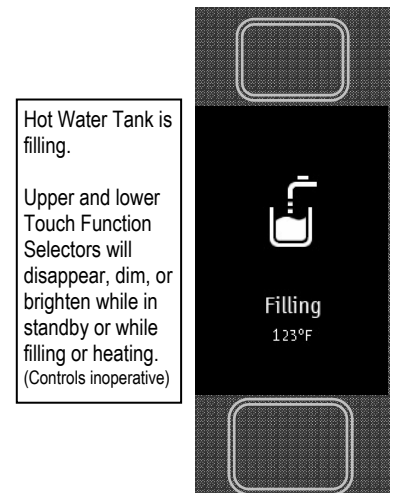 Hot Water Tank is
filling.
Upper and lower
Touch Function
Selectors will
disappear, dim, or
brighten while in
standby or while
filling or heating.
(Controls inoperative)
Filling
123°F